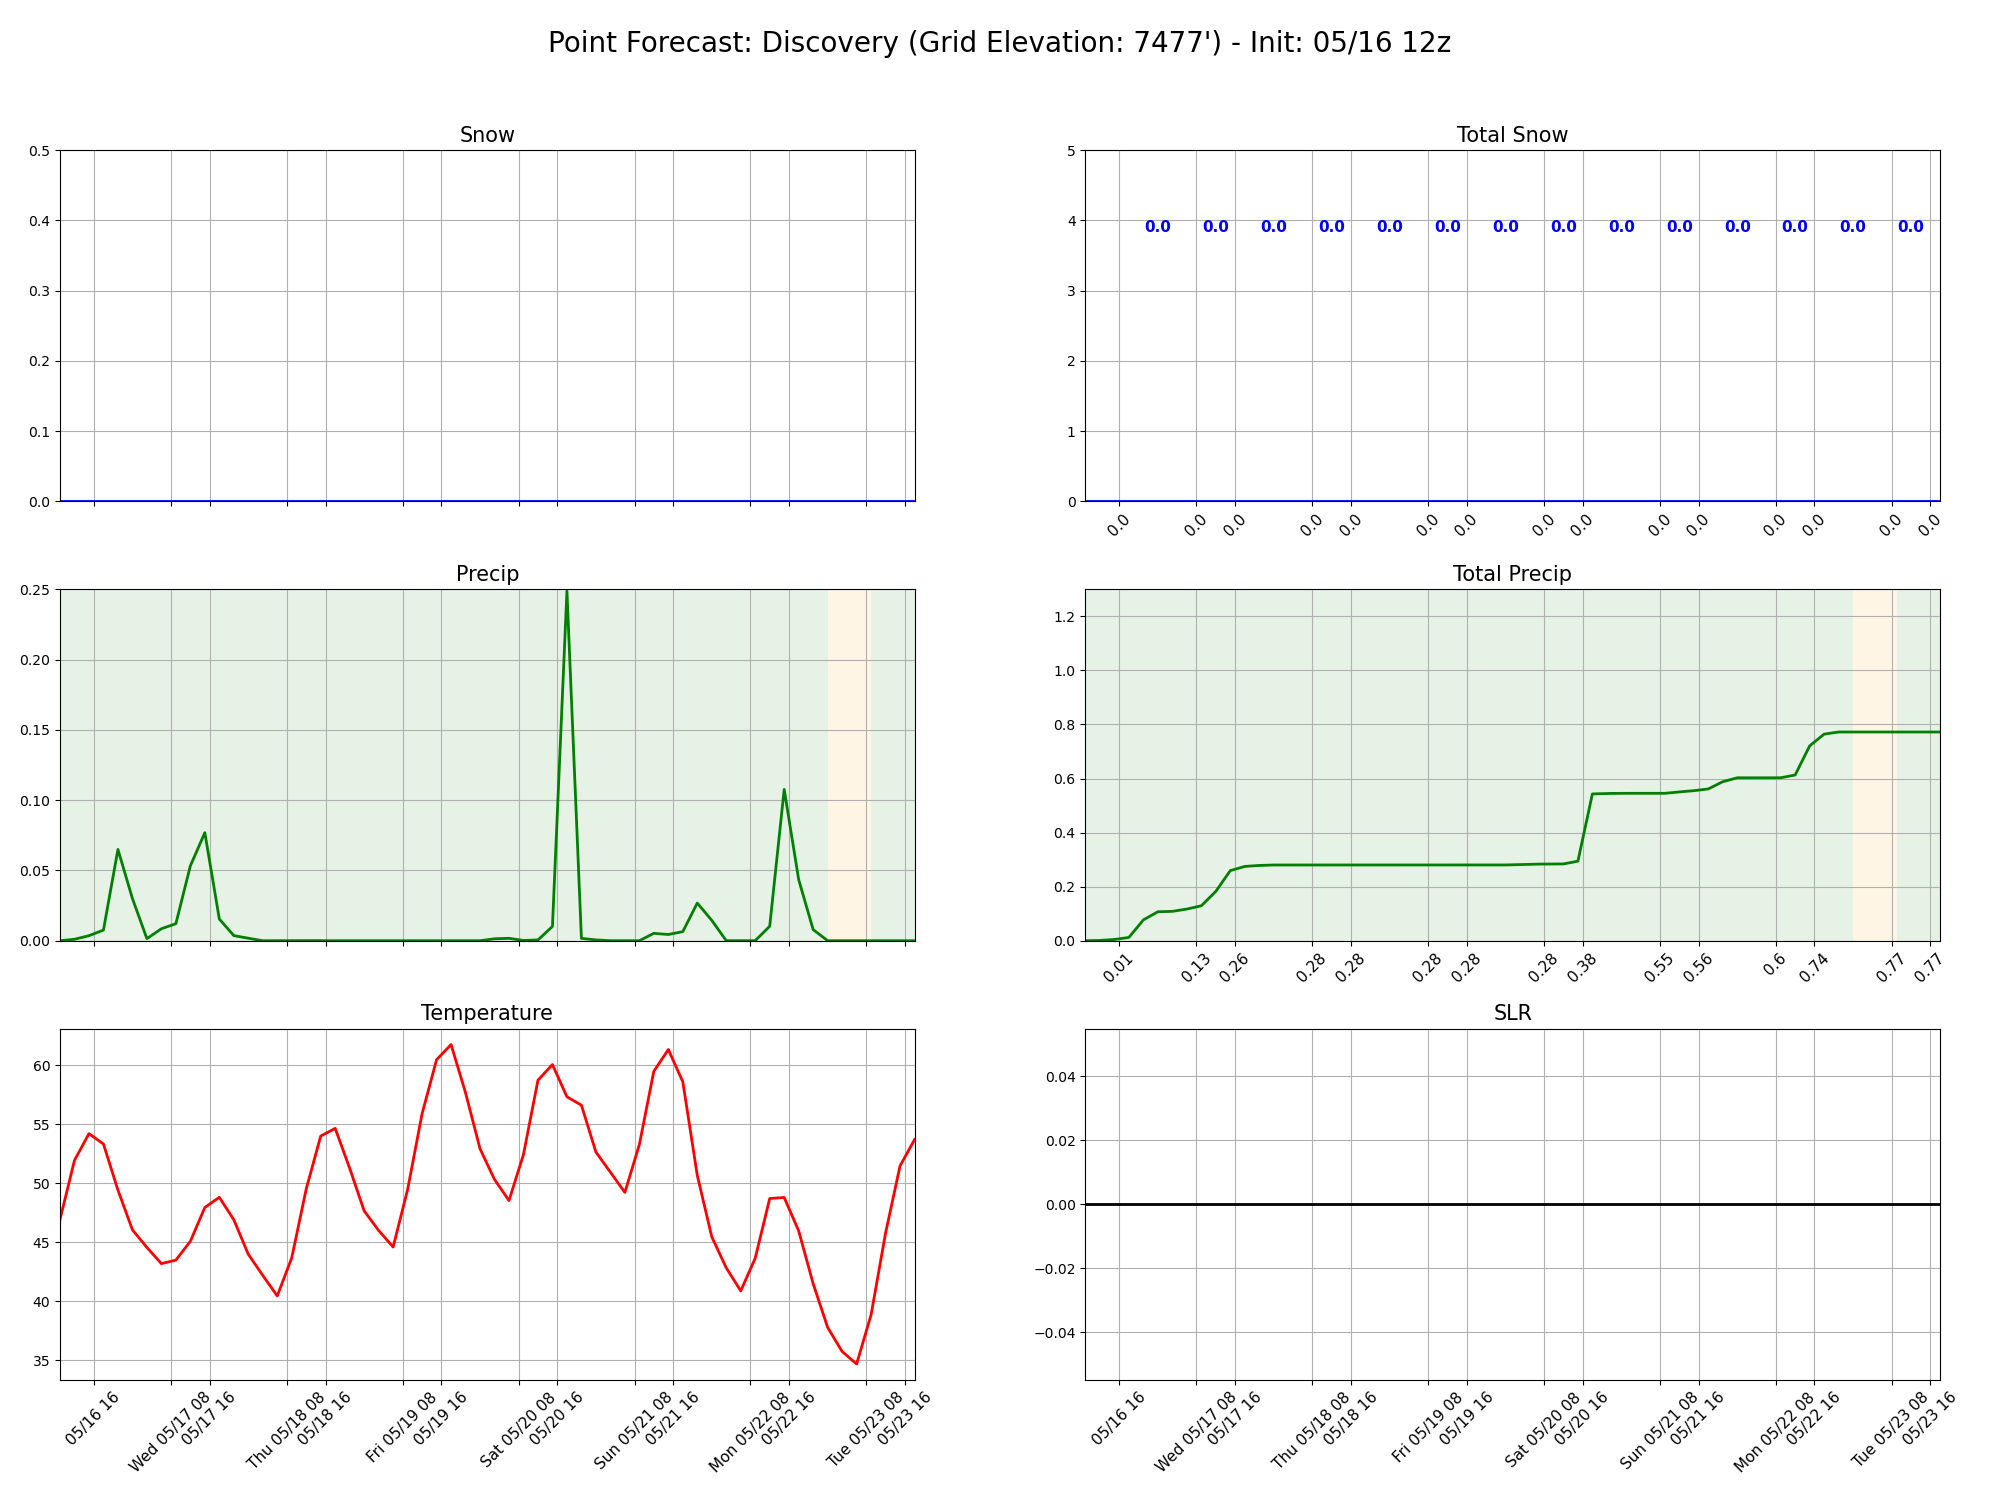 Point Forecast: Discovery (Grid Elevation: 7477') - Init: 05/16 12z
Snow
0.5
0.4
0.3
0.2
0.1
0.0
Total Snow
5
4
3
2
1
0
0.0 0.0 0.0 0.0 0.0 0.0 0.0 0.0 0.0 0.0 0.0 0.0 0.0 0.0
0.0 0.0 0.0 0.0 0.0 0.0 0.0 0.0 0.0 0.0 0.0 0.0 0.0 0.0 0.0
Precip
0.25
0.20
0.15
0.10
0.05
0.00
Total Precip
1.2
1.0
0.8
0.6
0.4
0.2
0.0
0.01 0.13 0.26 0.28 0.28 0.28 0.28 0.28 0.38 0.55 0.56 0.6 0.74 0.77 0.77
Temperature
60
55
50
45
40
35
05/16 16
Wed 05/17 08
05/17 16
Thu 05/18 08
05/18 16
Fri 05/19 08
05/19 16
Sat 05/20 08
05/20 16
Sun 05/21 08
05/21 16
Mon 05/22 08
05/22 16
Tue 05/23 08
05/23 16
SLR
0.04
0.02
0.00
−0.02
−0.04
05/16 16
Wed 05/17 08
05/17 16
Thu 05/18 08
05/18 16
Fri 05/19 08
05/19 16
Sat 05/20 08
05/20 16
Sun 05/21 08
05/21 16
Mon 05/22 08
05/22 16
Tue 05/23 08
05/23 16